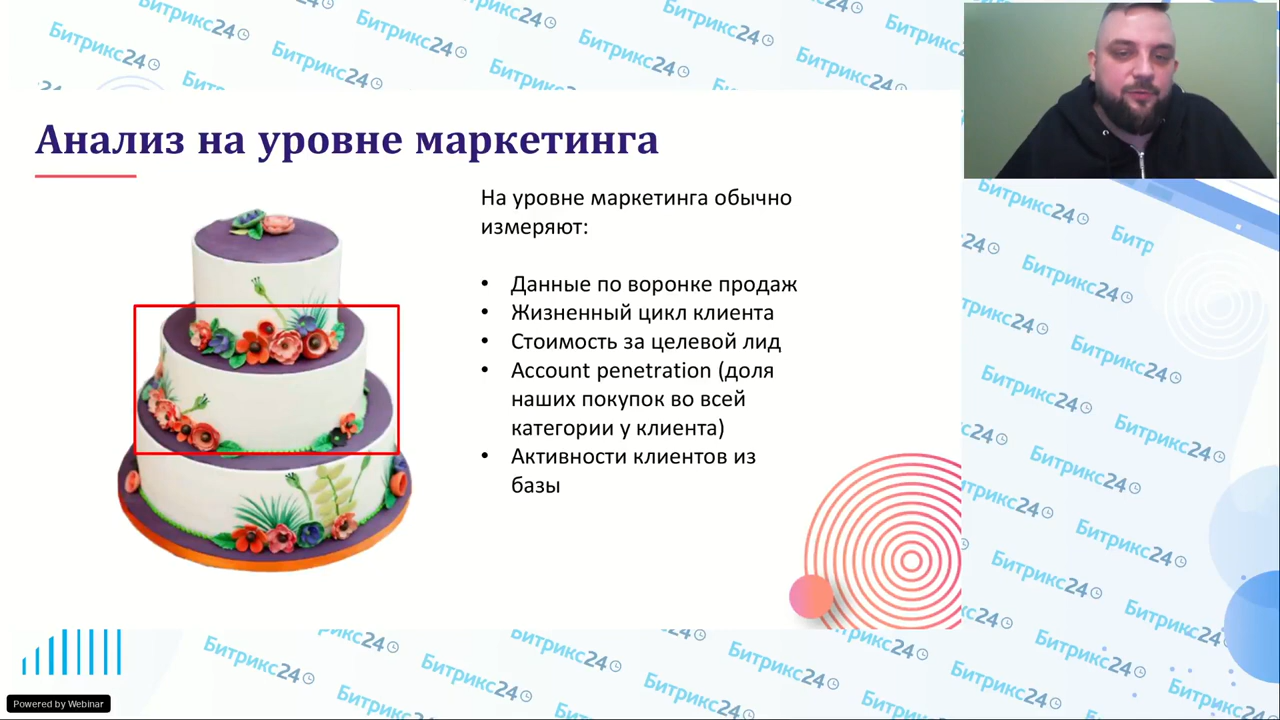 Анализ на уровне маркетинга
На уровне маркетинга обычно
измеряют:
• Данные по воронке продаж
• Жизненный цикл клиента
• Стоимость за целевой лид
• Account penetration (доля
наших покупок во всей
категории у клиента)
• Активности клиентов из
базы
Битрикс24
Powered by Webinar